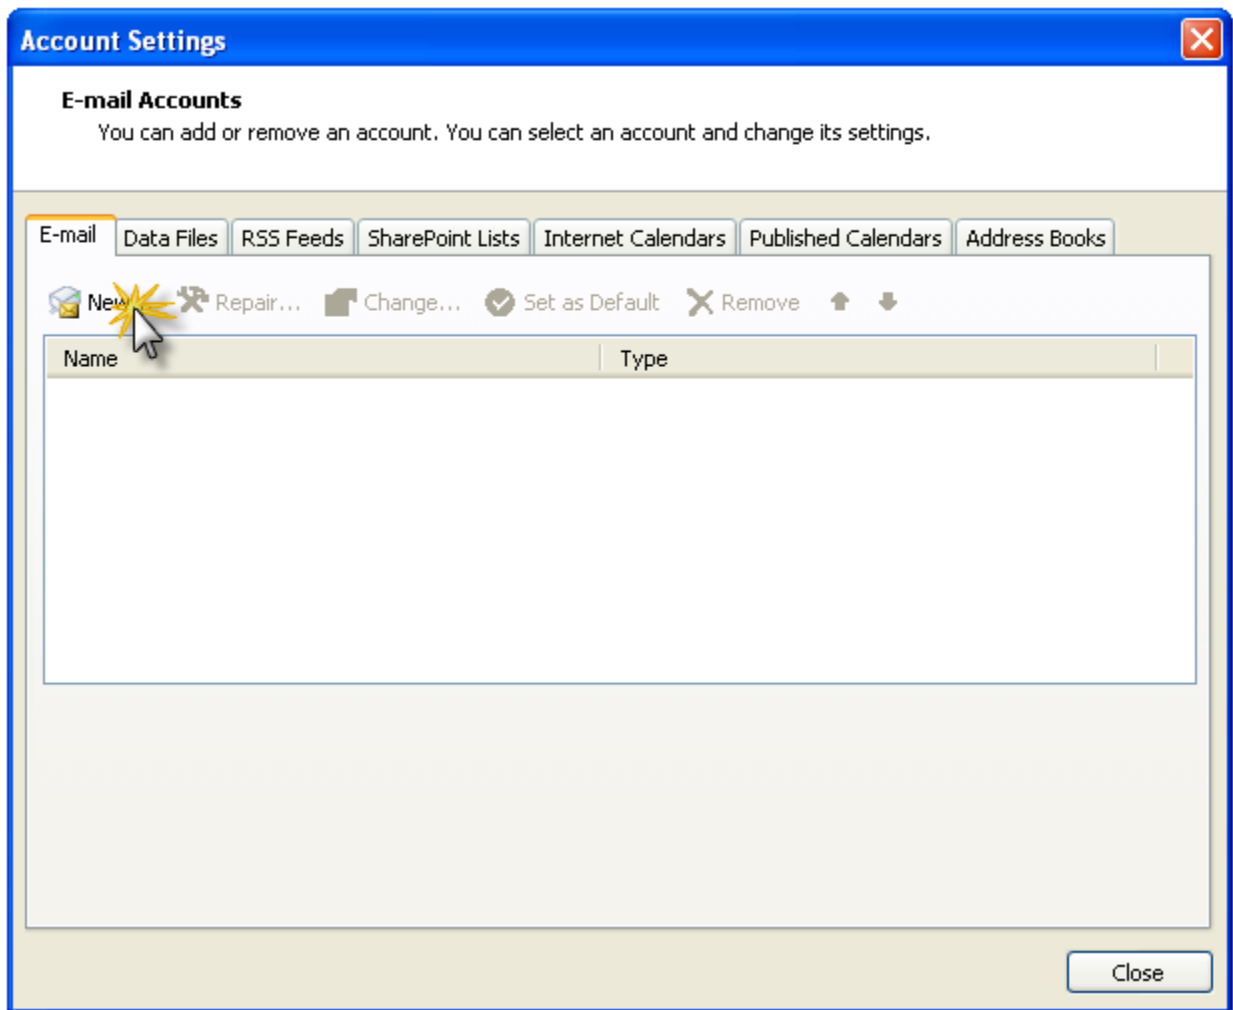 Account Settings
E-mail Accounts
You can add or remove an account. You can select an account and change its settings.
E-mail Data Files RSS Feeds SharePoint Lists Internet Calendars Published Calendars Address Books
New... Repair... Change... Set as Default Remove
Name Type
Close